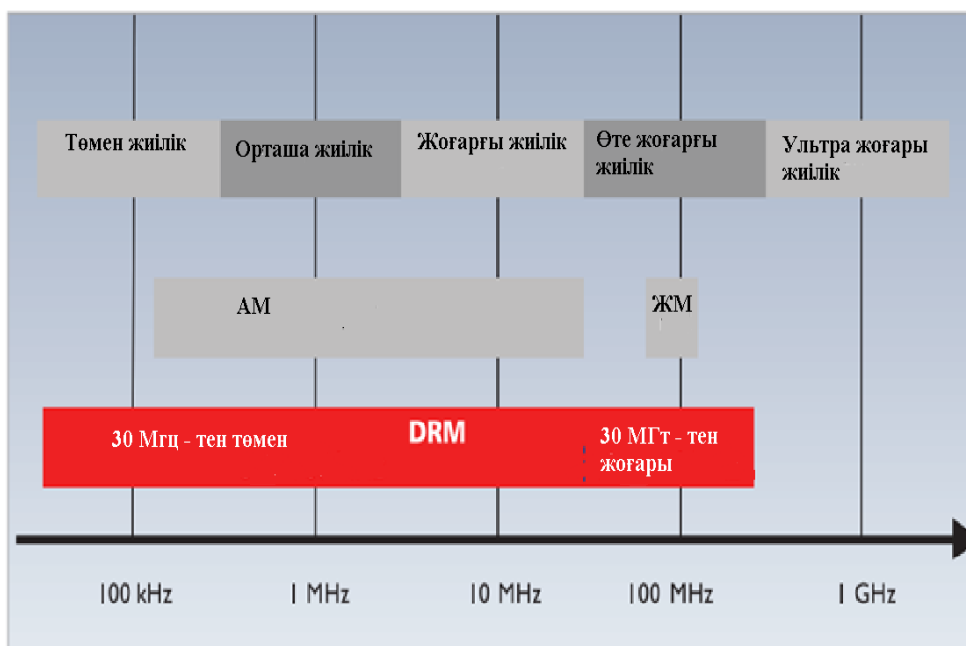 Төмен жиілік
Орташа жиілік
Жоғарғы жиілік
Өте жоғарғы
жиілік
Ультра жоғары
жиілік
АМ
ЖМ
30 Мгц - тен төмен
DRM
30 МГт - тен
жоғары
100 kHz
1 MHz
10 MHz
100 MHz
1 GHz